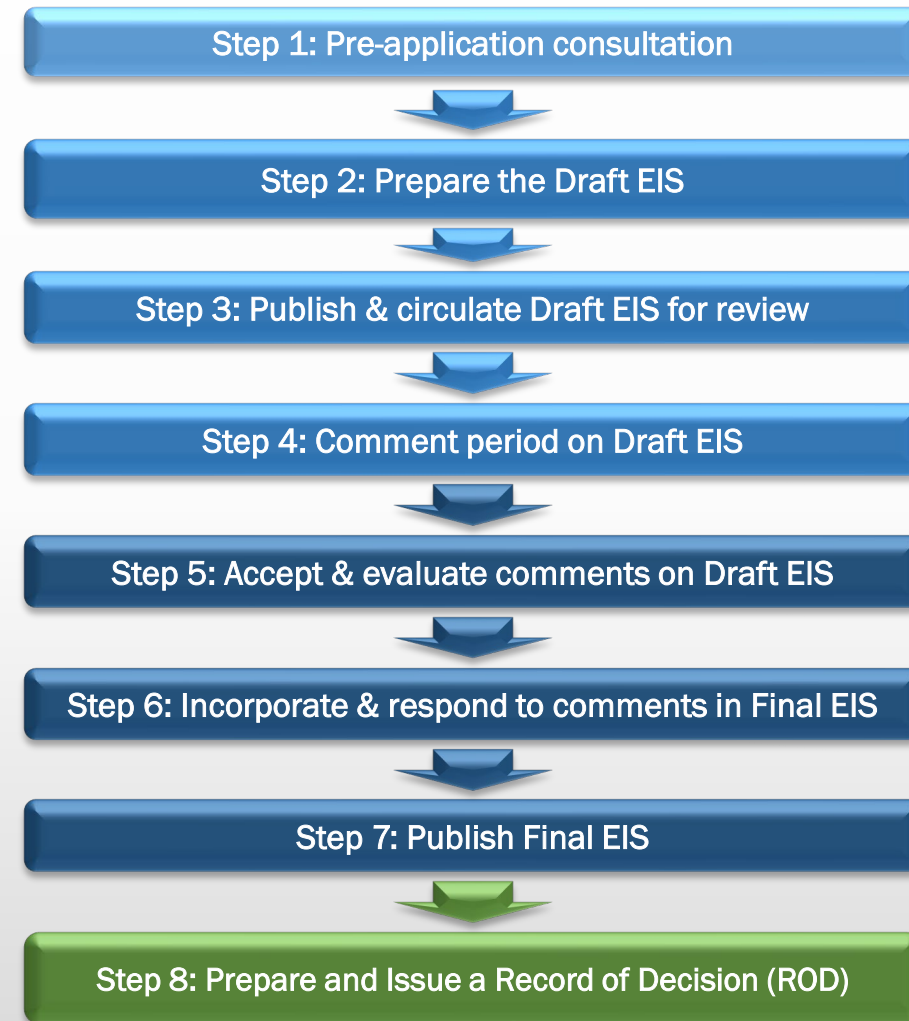 Step 1: Pre-application consultation
Step 2: Prepare the Draft EIS
Step 3: Publish & circulate Draft EIS for review
Step 4: Comment period on Draft EIS
Step 5: Accept & evaluate comments on Draft EIS
Step 6: Incorporate & respond to comments in Final EIS
Step 7: Publish Final EIS
Step 8: Prepare and Issue a Record of Decision (ROD)